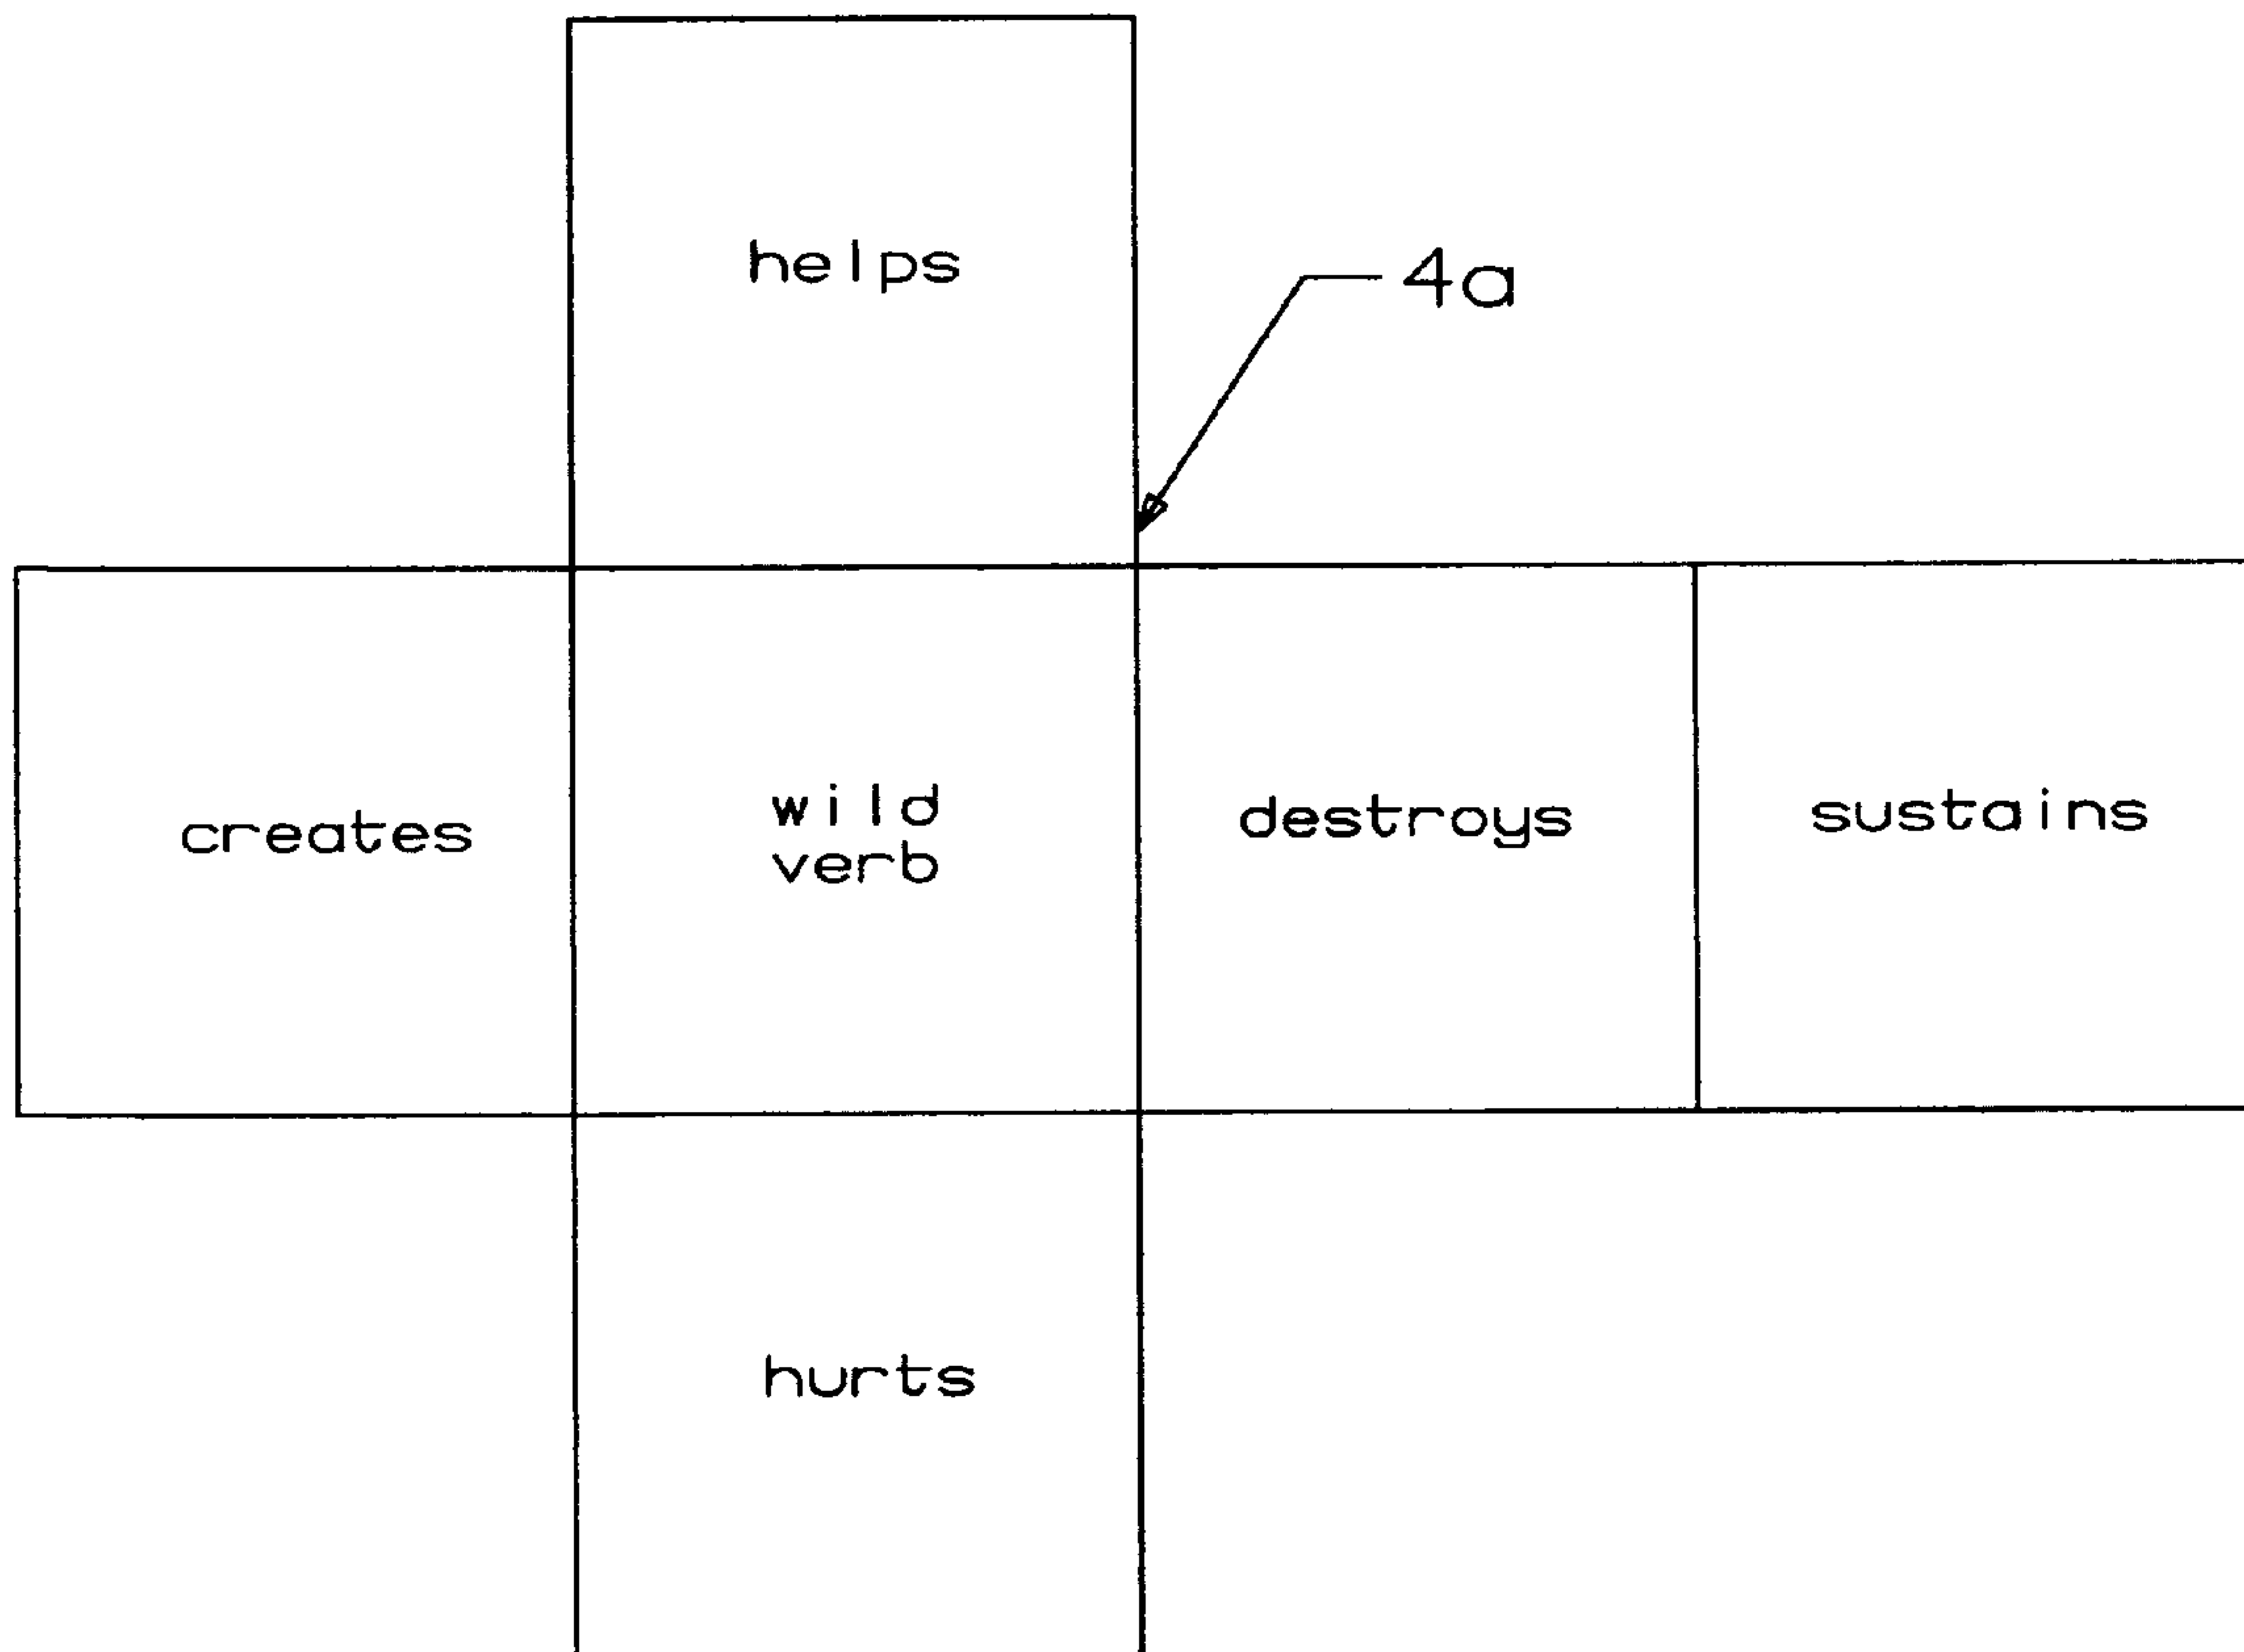 helps
4a
creates
wild
verb
destroys
sustains
hurts